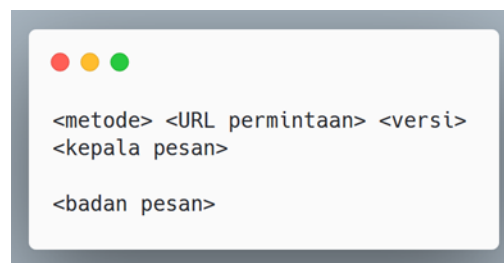 <metode> <URL permintaan> <versi>
<kepala pesan>
<badan pesan>